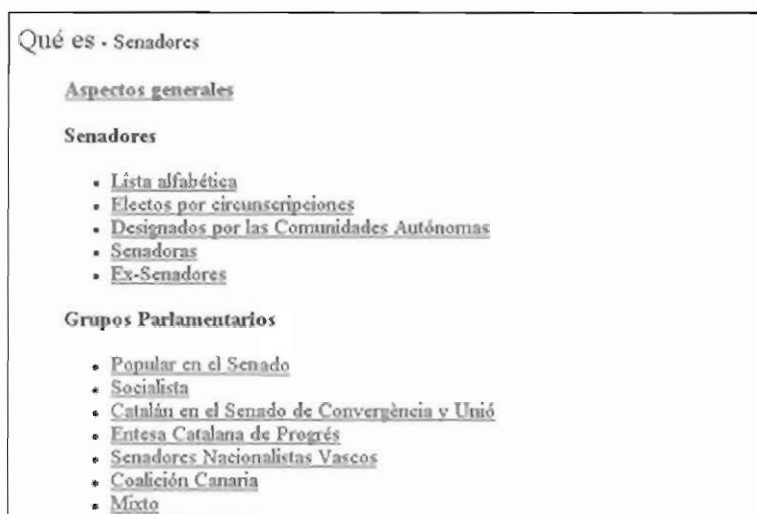 Qué es - Senadores
Aspectos generales
Senadores
• Lista alfabética
• Electos por circunscripciones
• Designados por las Comunidades Autónomas
• Senadoras
• Ex-Senadores
Grupos Parlamentarios
• Popular en el Senado
• Socialista
• Catalán en el Senado de Convergència y Unió
• Entesa Catalana de Progrés
• Senadores Nacionalistas Vascos
• Coalición Canaria
• Mixto